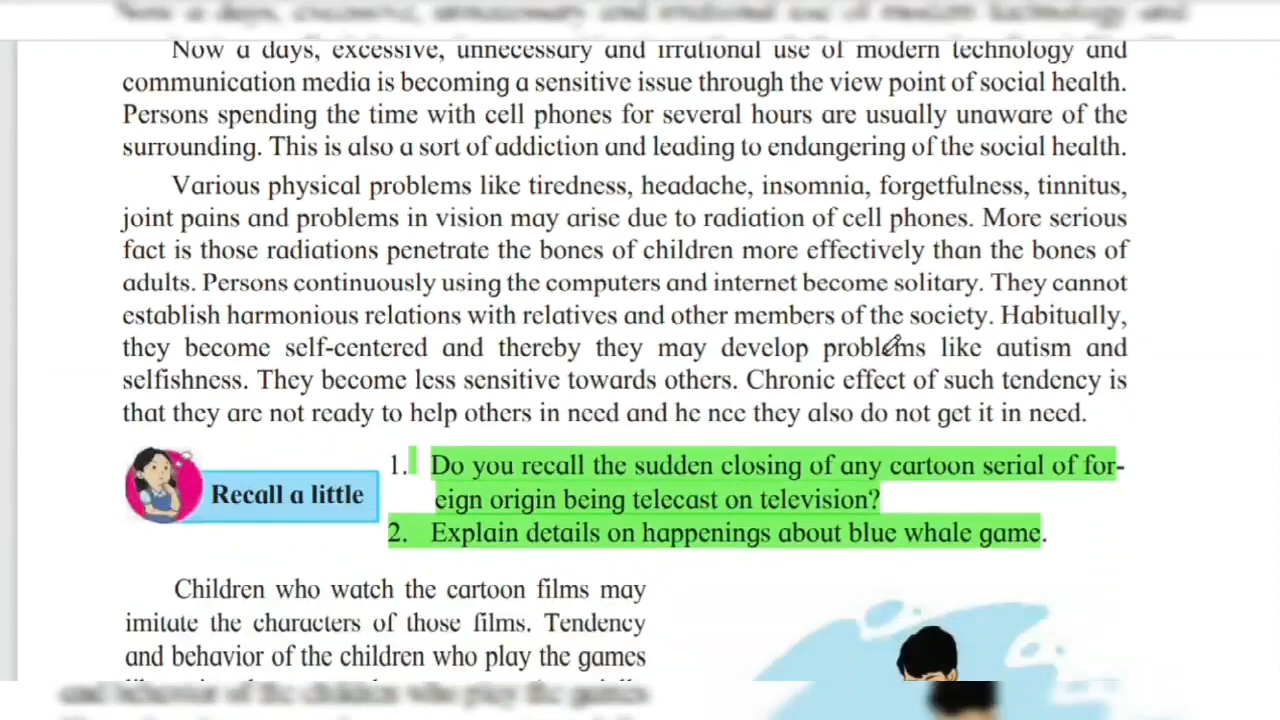 Now a days, excessive, unnecessary and irrational use of modern technology and
communication media is becoming a sensitive issue through the view point of social health.
Persons spending the time with cell phones for several hours are usually unaware of the
surrounding. This is also a sort of addiction and leading to endangering of the social health.
Various physical problems like tiredness, headache, insomnia, forgetfulness, tinnitus,
joint pains and problems in vision may arise due to radiation of cell phones. More serious
fact is those radiations penetrate the bones of children more effectively than the bones of
adults. Persons continuously using the computers and internet become solitary. They cannot
establish harmonious relations with relatives and other members of the society. Habitually,
they become self-centered and thereby they may develop problems like autism and
selfishness. They become less sensitive towards others. Chronic effect of such tendency is
that they are not ready to help others in need and he nce they also do not get it in need.
Recall a little
1. Do you recall the sudden closing of any cartoon serial of for-
eign origin being telecast on television?
2. Explain details on happenings about blue whale game.
Children who watch the cartoon films may
imitate the characters of those films. Tendency
and behavior of the children who play the games